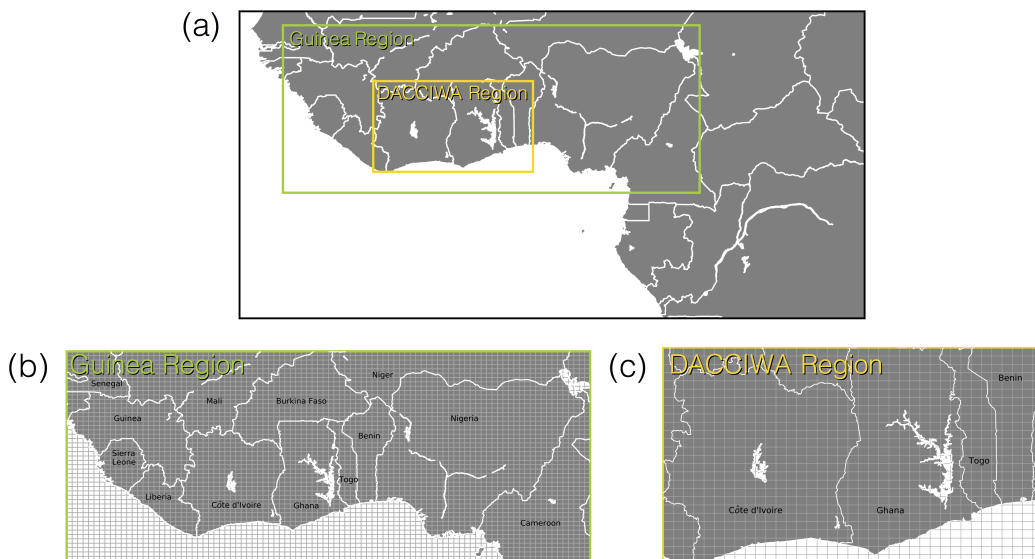 (a)
Guinea Region
DACCIWA Region
(b)
Guinea Region
Senegal
Niger
Mali
Burkina Faso
Guinea
Nigeria
Benin
Sierra
Leone
Togo
Liberia
Côte d'Ivoire
Ghana
Cameroon
(c)
DACCIWA Region
Benin
Togo
Côte d'Ivoire
Ghana